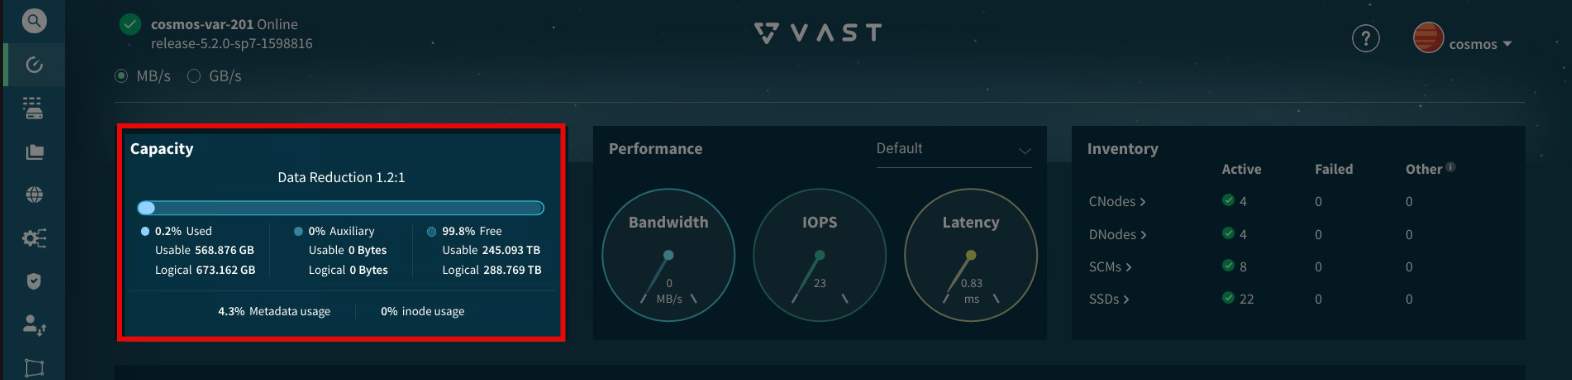 cosmos-var-201 Online
release-5.2.0-sp7-1598816
VAST
?
cosmos
MB/s GB/s
Capacity
Data Reduction 1.2:1
0.2% Used
Usable 568.876 GB
Logical 673.162 GB
0% Auxiliary
Usable 0 Bytes
Logical 0 Bytes
99.8% Free
Usable 245.093 TB
Logical 288.769 TB
4.3% Metadata usage
0% inode usage
Performance
Default
Bandwidth
0
MB/s
IOPS
23
Latency
0.83
ms
Inventory
Active Failed Other
CNodes > 4 0 0
DNodes > 4 0 0
SCMs > 8 0 0
SSDs > 22 0 0